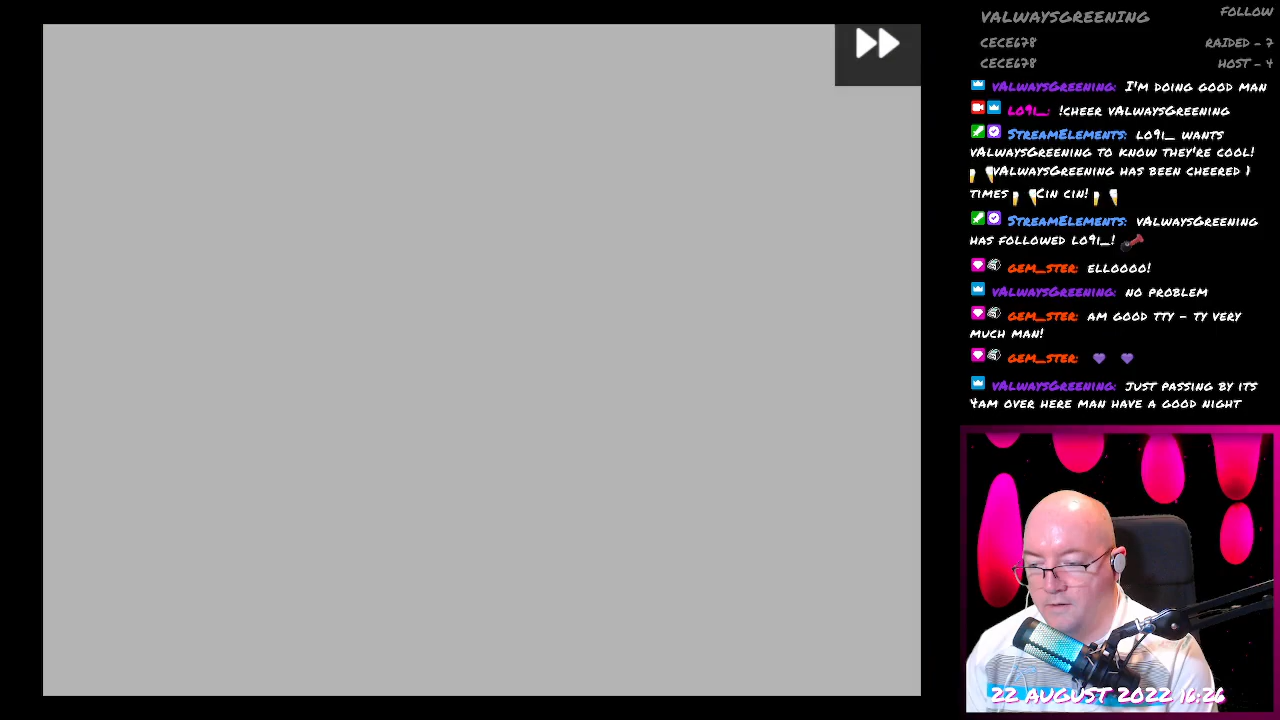 vAlwaysGreening
Follow
CeCe678
Raided - 7
CeCe678
Host - 4
vAlwaysGreening: I'm doing good man
lo9i_: !cheer vAlwaysGreening
StreamElements: lo9i_ wants
vAlwaysGreening to know they're cool!
vAlwaysGreening has been cheered 1
times Cin cin!
StreamElements: vAlwaysGreening
has followed lo9i_!
gem_ster: elloooo!
vAlwaysGreening: no problem
gem_ster: am good tty - ty very
much man!
gem_ster:
vAlwaysGreening: just passing by its
4am over here man have a good night
22 August 2022 16:26